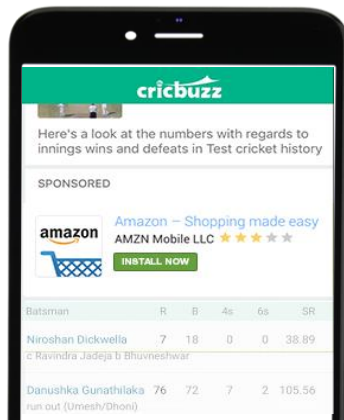 cricbuzz
Here's a look at the numbers with regards to
innings wins and defeats in Test cricket history
SPONSORED
amazon
Amazon – Shopping made easy
AMZN Mobile LLC
INSTALL NOW
Batsman R B 4s 6s SR
Niroshan Dickwella 7 18 0 0 38.89
c Ravindra Jadeja b Bhuvneshwar
Danushka Gunathilaka 76 72 7 2 105.56
run out (Umesh/Dhoni)